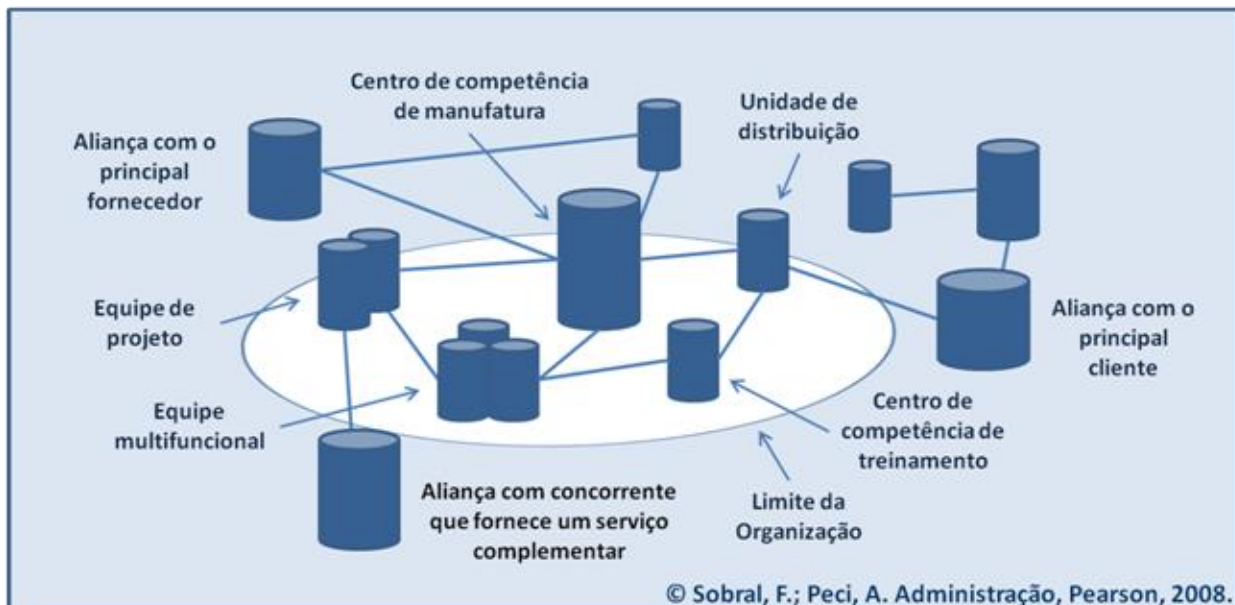 Centro de competência
de manufatura
Unidade de
distribuição
Aliança com o
principal
fornecedor
Equipe de
projeto
Aliança com o
principal
cliente
Equipe
multifuncional
Centro de
competência de
treinamento
Aliança com concorrente
que fornece um serviço
complementar
Limite da
Organização
© Sobral, F.; Peci, A. Administração, Pearson, 2008.